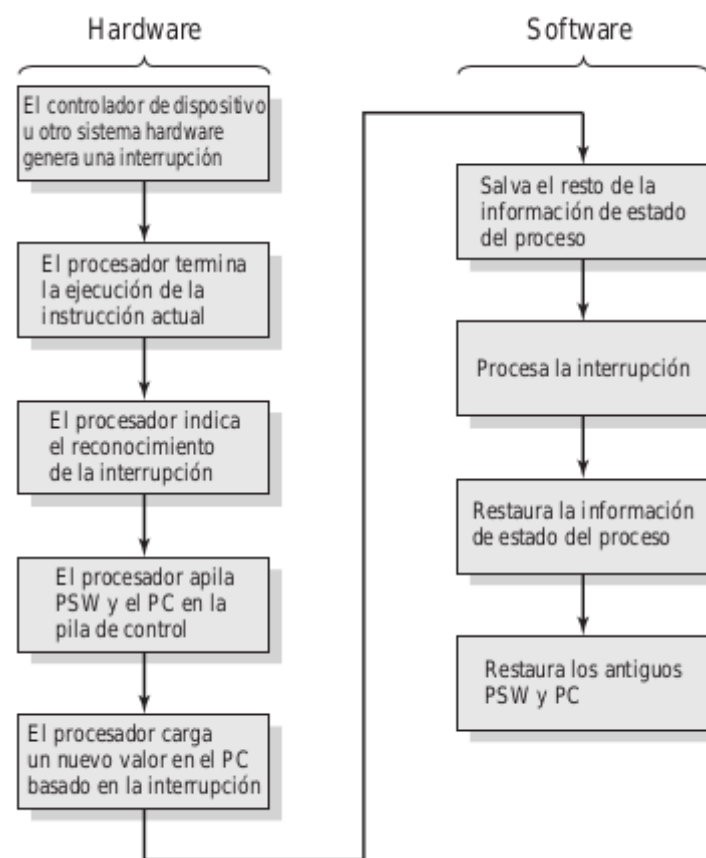 Hardware
El controlador de dispositivo
u otro sistema hardware
genera una interrupción
El procesador termina
la ejecución de la
instrucción actual
El procesador indica
el reconocimiento
de la interrupción
El procesador apila
PSW y el PC en la
pila de control
El procesador carga
un nuevo valor en el PC
basado en la interrupción
Software
Salva el resto de la
información de estado
del proceso
Procesa la interrupción
Restaura la información
de estado del proceso
Restaura los antiguos
PSW y PC